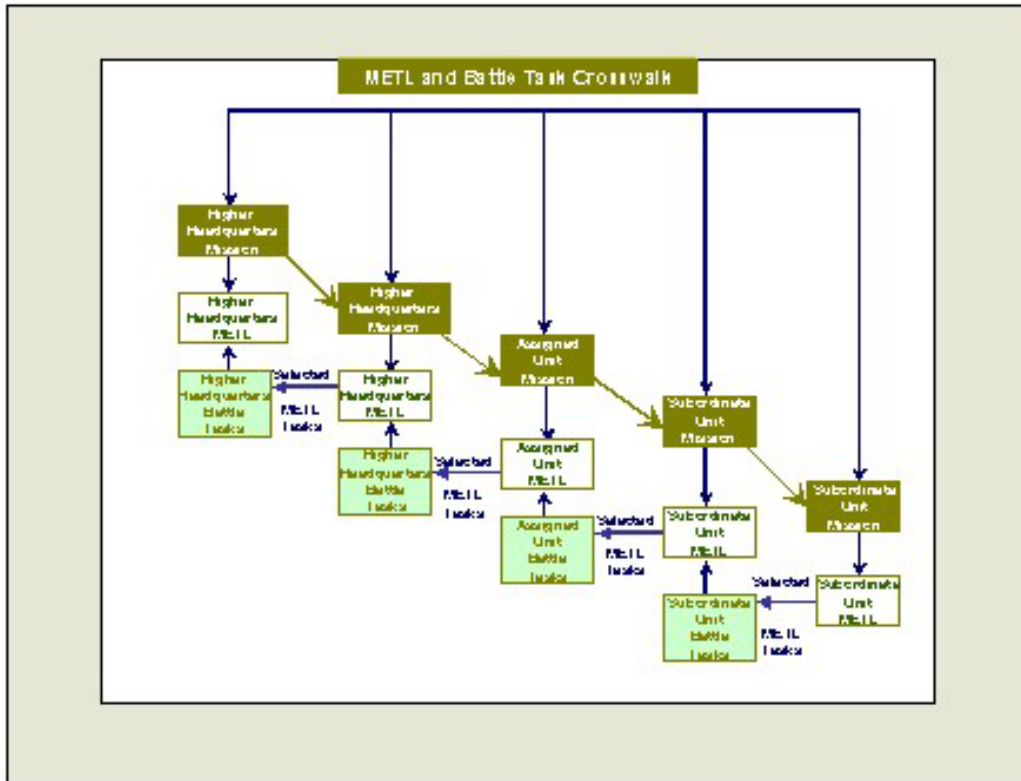 METL and Battle Task Crosswalk
Higher
Headquarters
Mission
Higher
Headquarters
METL
Higher
Headquarters
Battle
Tasks
Selected
METL
Tasks
Higher
Headquarters
Mission
Higher
Headquarters
METL
Higher
Headquarters
Battle
Tasks
Selected
METL
Tasks
Assigned
Unit
Mission
Assigned
Unit
METL
Assigned
Unit
Battle
Tasks
Selected
METL
Tasks
Subordinate
Unit
Mission
Subordinate
Unit
METL
Subordinate
Unit
Battle
Tasks
Selected
METL
Tasks
Subordinate
Unit
Mission
Subordinate
Unit
METL